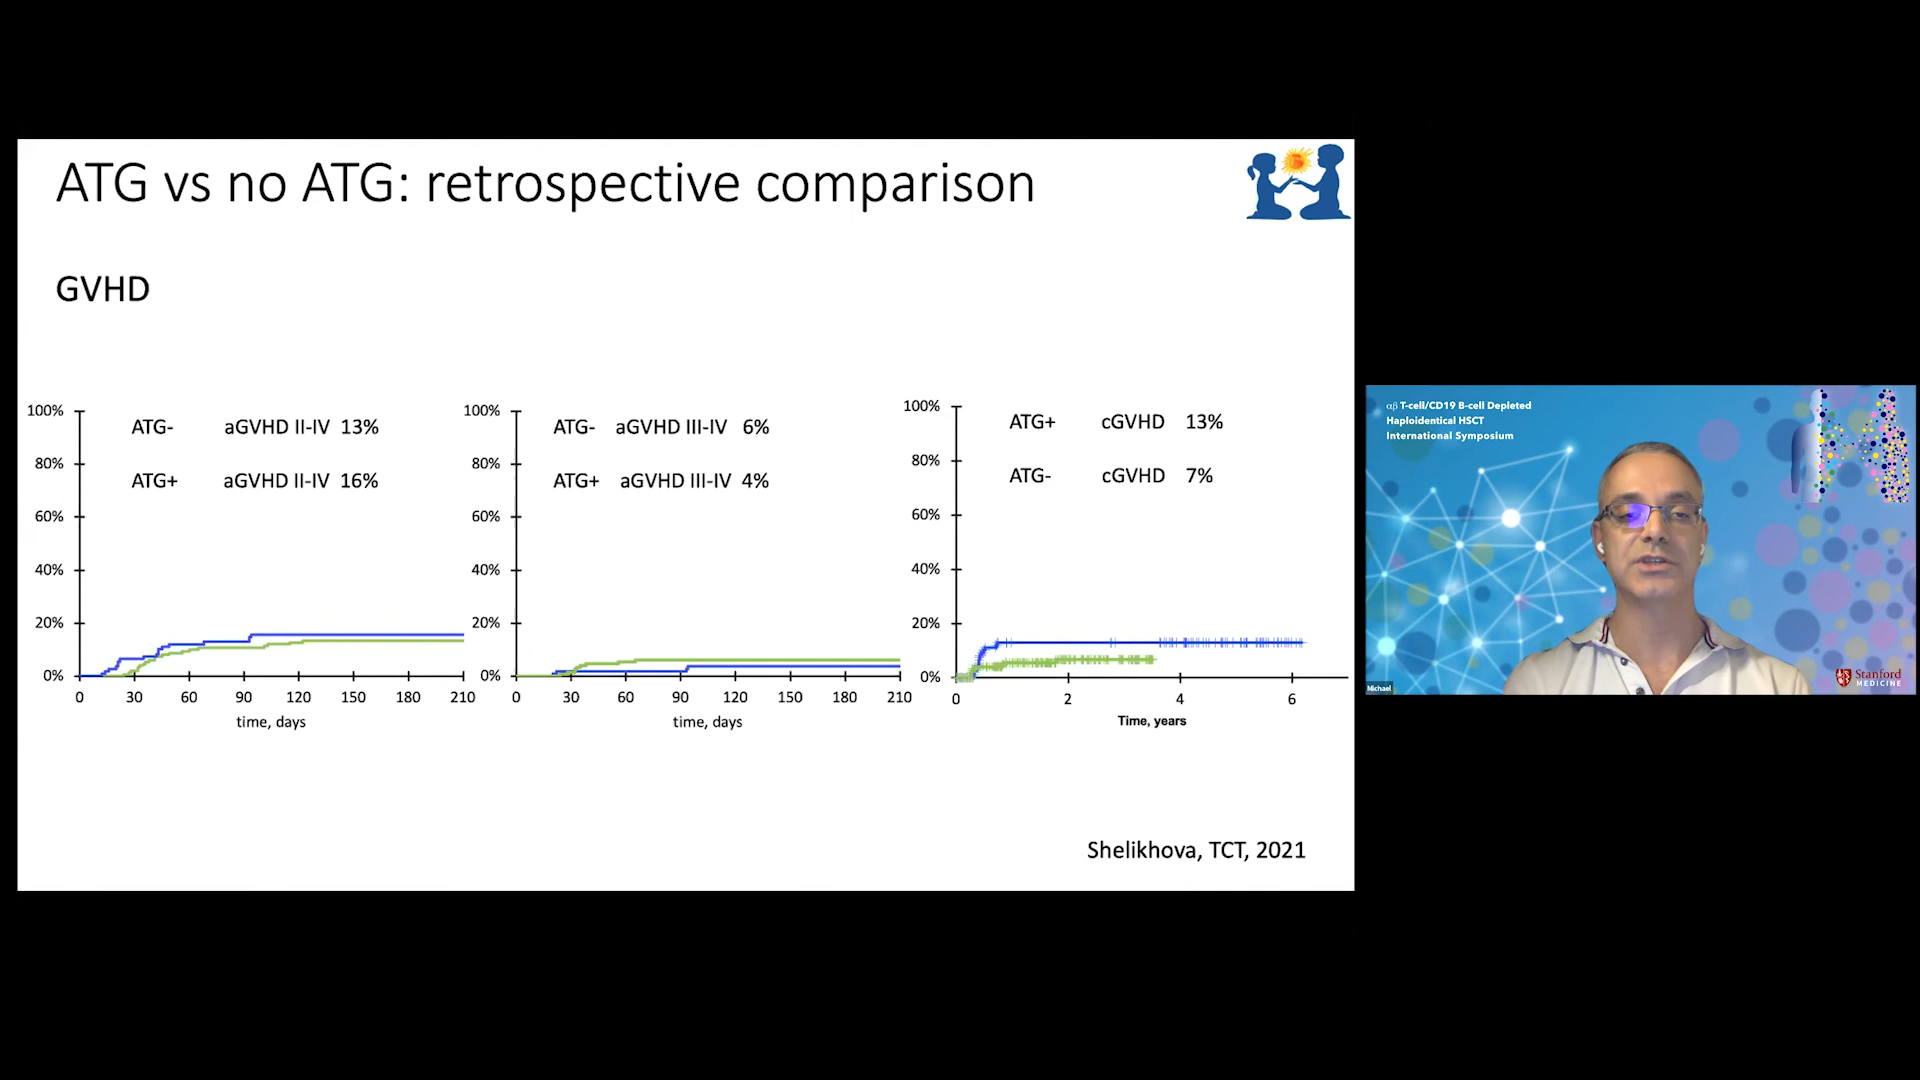 ATG vs no ATG: retrospective comparison
GVHD
100%
80%
60%
40%
20%
0%
ATG- aGVHD II-IV 13%
ATG+ aGVHD II-IV 16%
0 30 60 90 120 150 180 210
time, days
100%
80%
60%
40%
20%
0%
ATG- aGVHD III-IV 6%
ATG+ aGVHD III-IV 4%
0 30 60 90 120 150 180 210
time, days
100%
80%
60%
40%
20%
0%
ATG+ cGVHD 13%
ATG- cGVHD 7%
0 2 4 6
Time, years
Shelikhova, TCT, 2021
αβ T-cell/CD19 B-cell Depleted
Haploidentical HSCT
International Symposium
Michael
Stanford
MEDICINE